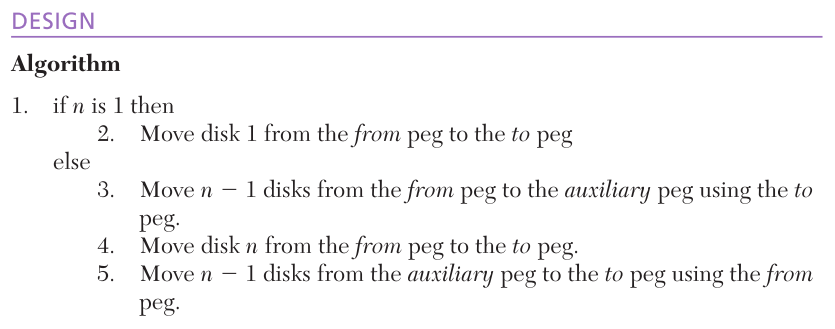 DESIGN
Algorithm
1. if n is 1 then
2. Move disk 1 from the from peg to the to peg
else
3. Move n − 1 disks from the from peg to the auxiliary peg using the to
peg.
4. Move disk n from the from peg to the to peg.
5. Move n − 1 disks from the auxiliary peg to the to peg using the from
peg.